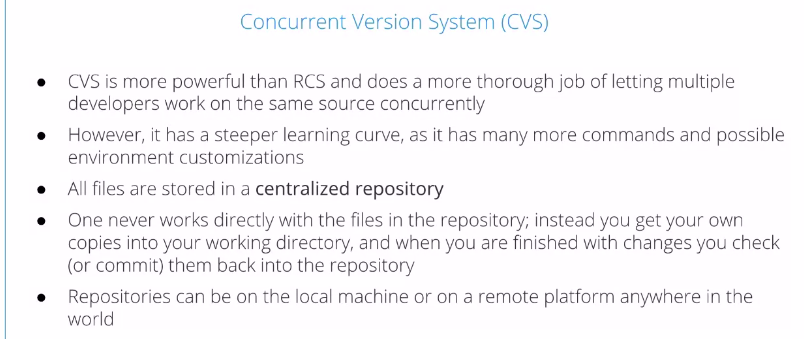 Concurrent Version System (CVS)
● CVS is more powerful than RCS and does a more thorough job of letting multiple
developers work on the same source concurrently
● However, it has a steeper learning curve, as it has many more commands and possible
environment customizations
● All files are stored in a centralized repository
● One never works directly with the files in the repository; instead you get your own
copies into your working directory, and when you are finished with changes you check
(or commit) them back into the repository
● Repositories can be on the local machine or on a remote platform anywhere in the
world